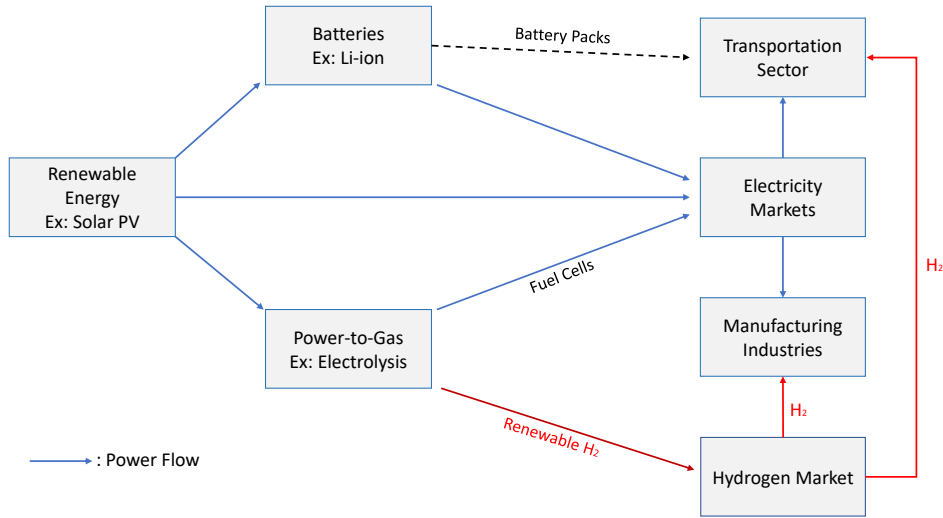 Batteries
Ex: Li-ion
Battery Packs
Transportation
Sector
Renewable
Energy
Ex: Solar PV
Electricity
Markets
H₂
Fuel Cells
Power-to-Gas
Ex: Electrolysis
Manufacturing
Industries
H₂
Renewable H₂
: Power Flow
Hydrogen Market